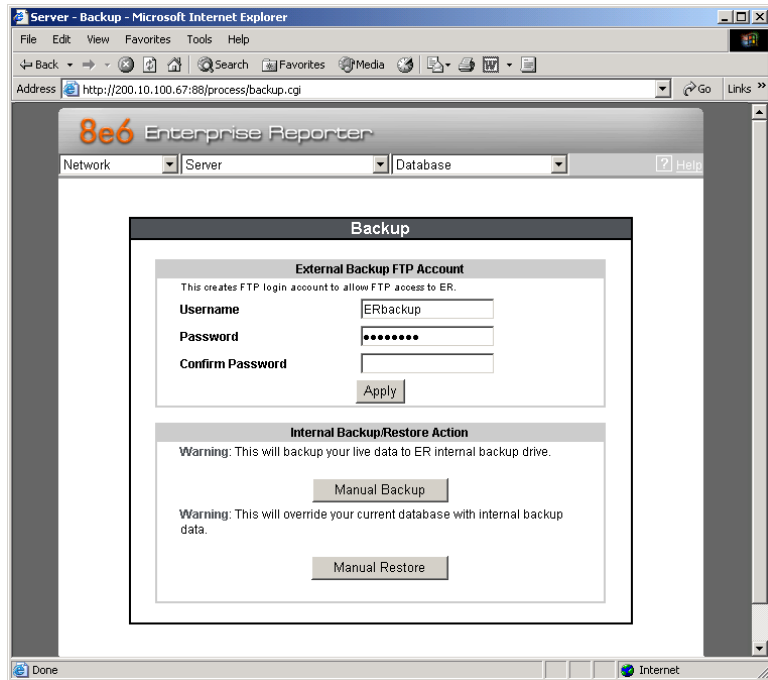 Server - Backup - Microsoft Internet Explorer
File Edit View Favorites Tools Help
Back Search Favorites Media
Address http://200.10.100.67:88/process/backup.cgi Go Links »
8e6 Enterprise Reporter
Network Server Database ? Help
Backup
External Backup FTP Account
This creates FTP login account to allow FTP access to ER.
Username ERbackup
Password ••••••••
Confirm Password
Apply
Internal Backup/Restore Action
Warning: This will backup your live data to ER internal backup drive.
Manual Backup
Warning: This will override your current database with internal backup
data.
Manual Restore
Done Internet